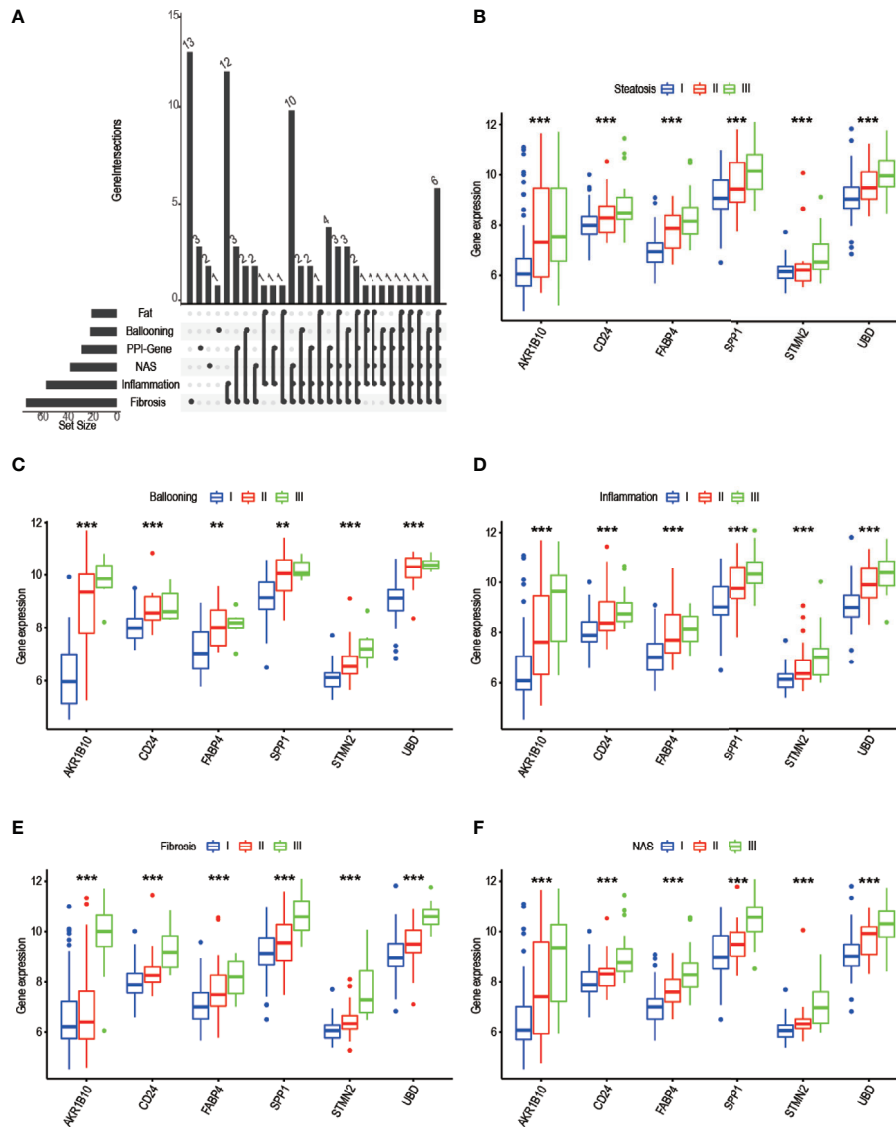 A
GeneIntersections
15
10
5
0
13 3 2 1 12 3 2 2 1 1 1 10 2 2 1 4 3 3 2 1 1 1 1 1 1 1 1 6
Fat
Ballooning
PPI-Gene
NAS
Inflammation
Fibrosis
60 40 20 0
Set Size
B
Steatosis I II III
*** *** *** *** *** ***
Gene expression
12
10
8
6
AKR1B10 CD24 FABP4 SPP1 STMN2 UBD
C
Ballooning I II III
*** *** ** ** *** ***
Gene expression
12
10
8
6
AKR1B10 CD24 FABP4 SPP1 STMN2 UBD
D
Inflammation I II III
*** *** *** *** *** ***
Gene expression
12
10
8
6
AKR1B10 CD24 FABP4 SPP1 STMN2 UBD
E
Fibrosis I II III
*** *** *** *** *** ***
Gene expression
12
10
8
6
AKR1B10 CD24 FABP4 SPP1 STMN2 UBD
F
NAS I II III
*** *** *** *** *** ***
Gene expression
12
10
8
6
AKR1B10 CD24 FABP4 SPP1 STMN2 UBD